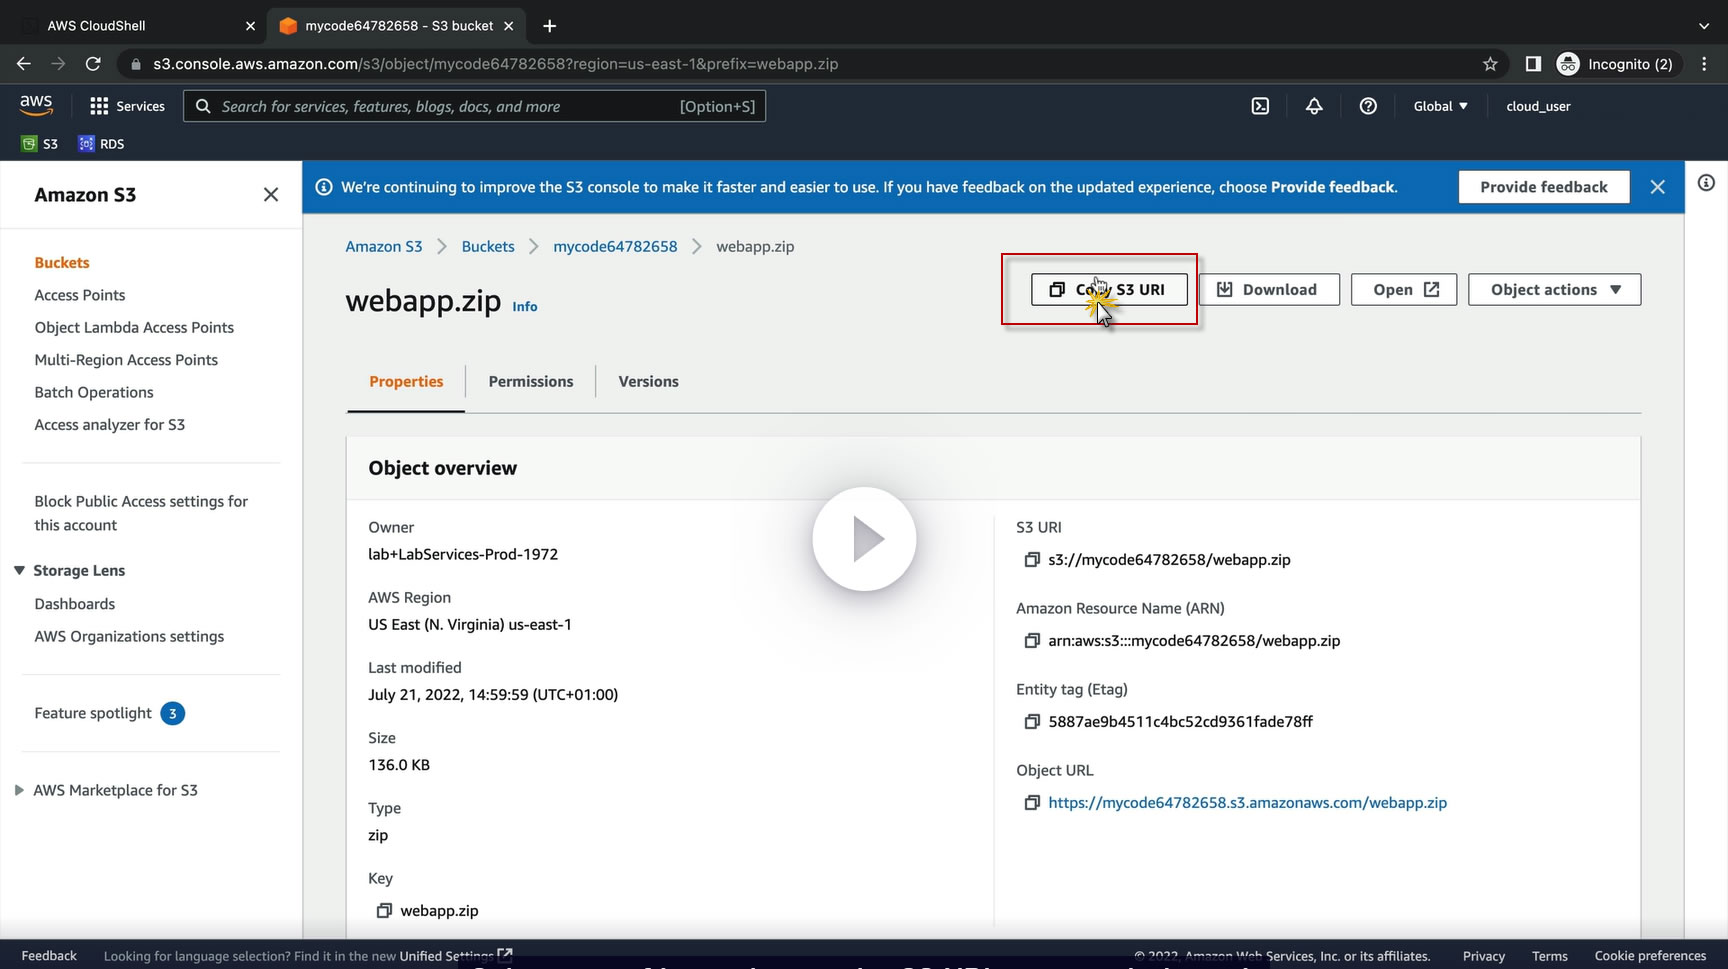 AWS CloudShell
mycode64782658 - S3 bucket
s3.console.aws.amazon.com/s3/object/mycode64782658?region=us-east-1&prefix=webapp.zip
Incognito (2)
aws
Services
Search for services, features, blogs, docs, and more
[Option+S]
Global
cloud_user
S3
RDS
Amazon S3
We're continuing to improve the S3 console to make it faster and easier to use. If you have feedback on the updated experience, choose Provide feedback.
Provide feedback
Buckets
Access Points
Object Lambda Access Points
Multi-Region Access Points
Batch Operations
Access analyzer for S3
Block Public Access settings for
this account
Storage Lens
Dashboards
AWS Organizations settings
Feature spotlight 3
AWS Marketplace for S3
Amazon S3
Buckets
mycode64782658
webapp.zip
webapp.zip Info
Copy S3 URI
Download
Open
Object actions
Properties
Permissions
Versions
Object overview
Owner
lab+LabServices-Prod-1972
AWS Region
US East (N. Virginia) us-east-1
Last modified
July 21, 2022, 14:59:59 (UTC+01:00)
Size
136.0 KB
Type
zip
Key
webapp.zip
S3 URI
s3://mycode64782658/webapp.zip
Amazon Resource Name (ARN)
arn:aws:s3:::mycode64782658/webapp.zip
Entity tag (Etag)
5887ae9b4511c4bc52cd9361fade78ff
Object URL
https://mycode64782658.s3.amazonaws.com/webapp.zip
Feedback
Looking for language selection? Find it in the new Unified Settings
© 2022, Amazon Web Services, Inc. or its affiliates.
Privacy
Terms
Cookie preferences